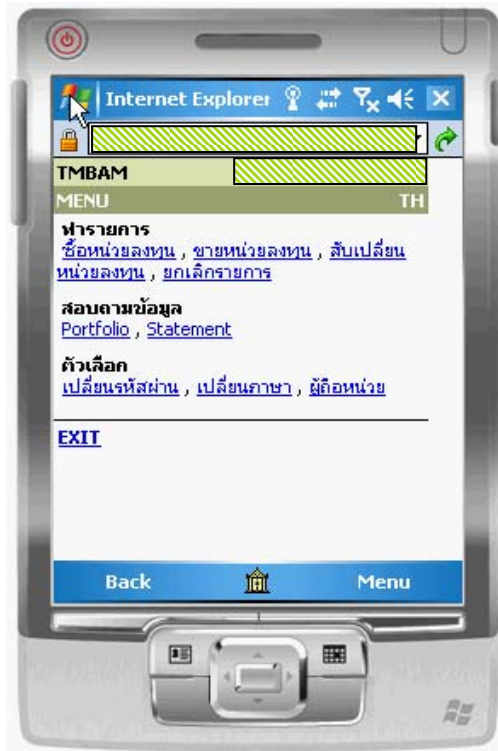 Internet Explorer
TMBAM
MENU TH
ทำรายการ
ซื้อหน่วยลงทุน , ขายหน่วยลงทุน , สับเปลี่ยน
หน่วยลงทุน , ยกเลิกรายการ
สอบถามข้อมูล
Portfolio , Statement
ตัวเลือก
เปลี่ยนรหัสผ่าน , เปลี่ยนภาษา , ผู้ถือหน่วย
EXIT
Back Menu